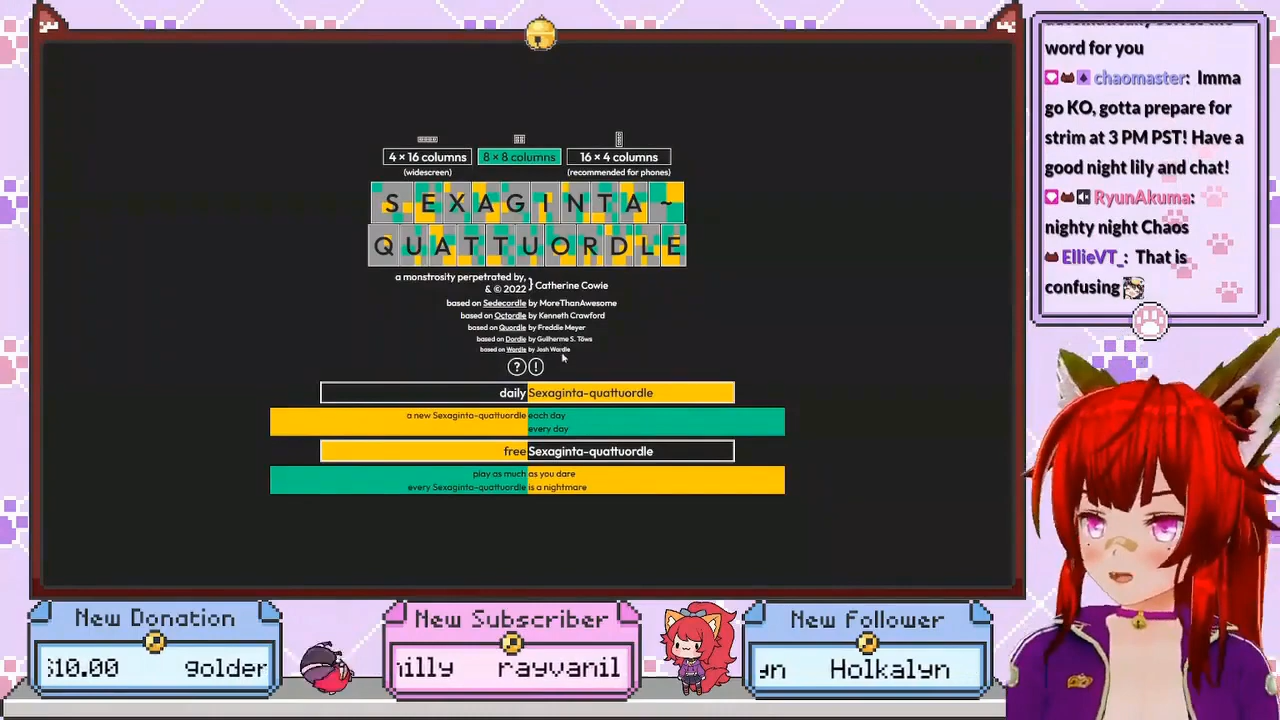 4 × 16 columns
(widescreen)
8 × 8 columns
16 × 4 columns
(recommended for phones)
SEXAGINTA~
QUATTUORDLE
a monstrosity perpetrated by,
& © 2022 } Catherine Cowie
based on Sedecordle by MoreThanAwesome
based on Octordle by Kenneth Crawford
based on Quordle by Freddie Meyer
based on Dordle by Guilherme S. Töws
based on Wordle by Josh Wardle
? !
daily Sexaginta-quattuordle
a new Sexaginta-quattuordle each day
every day
free Sexaginta-quattuordle
play as much as you dare
every Sexaginta-quattuordle is a nightmare
word for you
chaomaster: Imma
go KO, gotta prepare for
strim at 3 PM PST! Have a
good night lily and chat!
RyunAkuma:
nighty night Chaos
EllieVT_: That is
confusing
New Donation
$10.00 golder
New Subscriber
nilly rayvanil
New Follower
yn Holkalyn